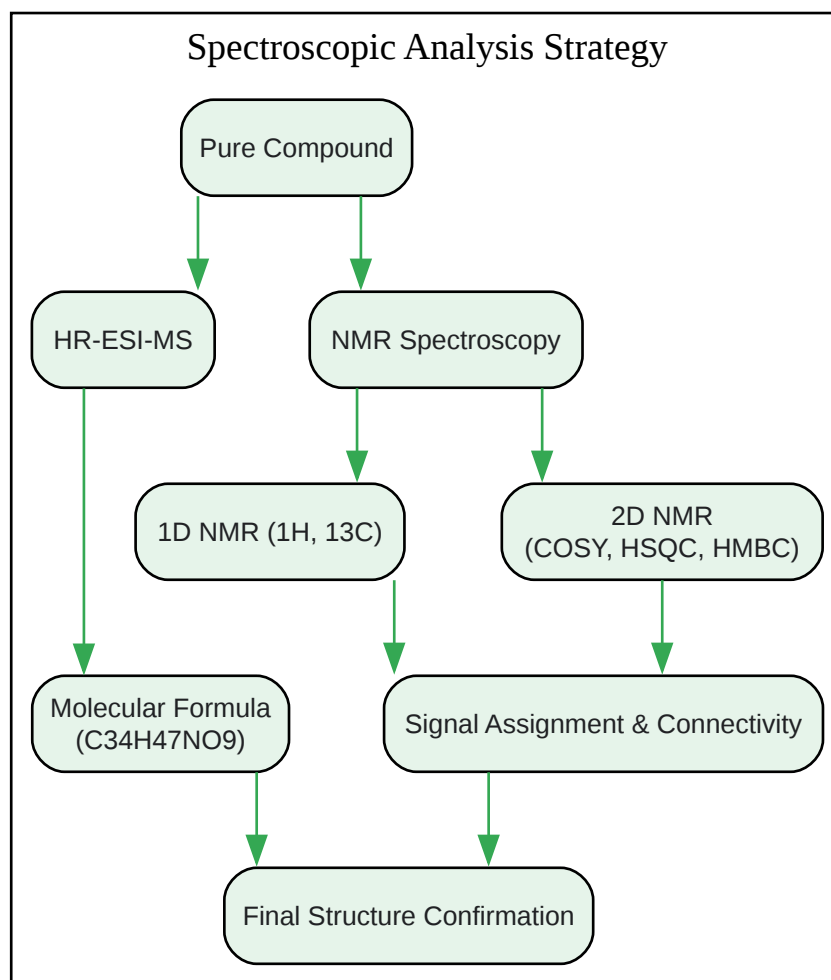 Spectroscopic Analysis Strategy
Pure Compound
HR-ESI-MS
NMR Spectroscopy
1D NMR (1H, 13C)
2D NMR
(COSY, HSQC, HMBC)
Molecular Formula
(C34H47NO9)
Signal Assignment & Connectivity
Final Structure Confirmation